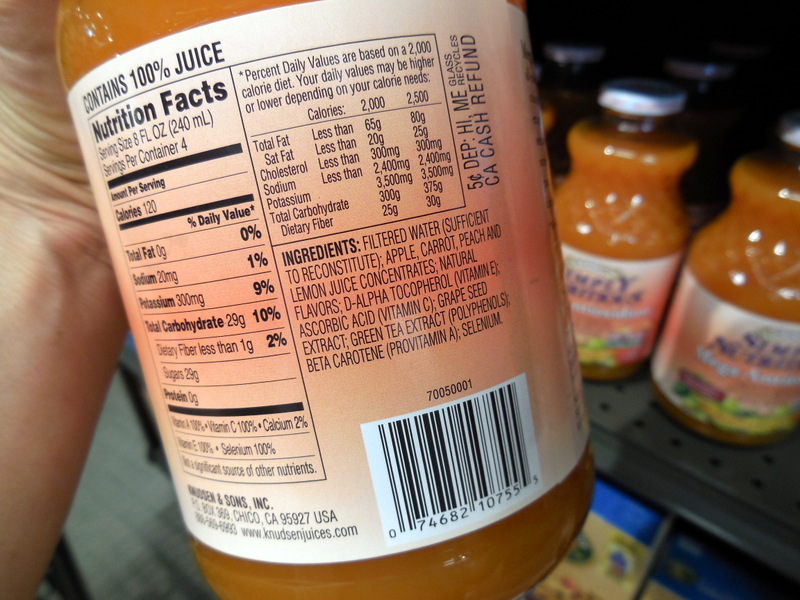 CONTAINS 100% JUICE
Nutrition Facts
Serving Size 8 FL OZ (240 mL)
Servings Per Container 4
Amount Per Serving
Calories 120
% Daily Value*
Total Fat 0g 0%
Sodium 20mg 1%
Potassium 300mg 9%
Total Carbohydrate 29g 10%
Dietary Fiber less than 1g 2%
Sugars 29g
Protein 0g
Vitamin A 100% • Vitamin C 100% • Calcium 2%
Vitamin E 100% • Selenium 100%
Not a significant source of other nutrients.
*Percent Daily Values are based on a 2,000
calorie diet. Your daily values may be higher
or lower depending on your calorie needs:
Calories: 2,000 2,500
Total Fat Less than 65g 80g
Sat Fat Less than 20g 25g
Cholesterol Less than 300mg 300mg
Sodium Less than 2,400mg 2,400mg
Potassium 3,500mg 3,500mg
Total Carbohydrate 300g 375g
Dietary Fiber 25g 30g
5¢ DEP. HI, ME
GLASS
RECYCLES
CA CASH REFUND
INGREDIENTS: FILTERED WATER (SUFFICIENT
TO RECONSTITUTE); APPLE, CARROT, PEACH AND
LEMON JUICE CONCENTRATES; NATURAL
FLAVORS; D-ALPHA TOCOPHEROL (VITAMIN E);
ASCORBIC ACID (VITAMIN C); GRAPE SEED
EXTRACT; GREEN TEA EXTRACT (POLYPHENOLS);
BETA CAROTENE (PROVITAMIN A); SELENIUM.
70050001
0 74682 10755 5
KNUDSEN & SONS, INC.
P.O. BOX 369, CHICO, CA 95927 USA
www.knudsenjuices.com
SIMPLY
NUTRITIOUS